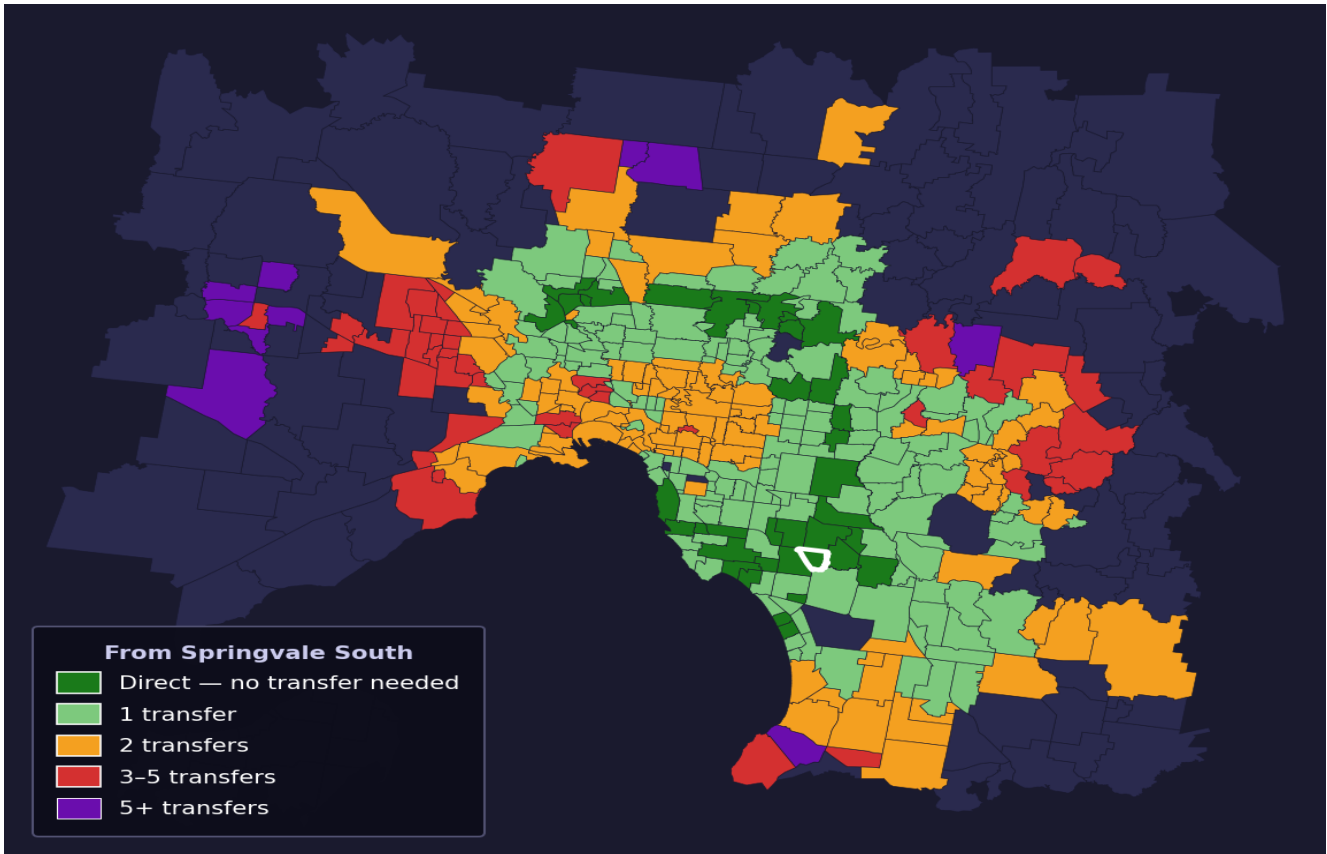 From Springvale South
Direct — no transfer needed
1 transfer
2 transfers
3–5 transfers
5+ transfers